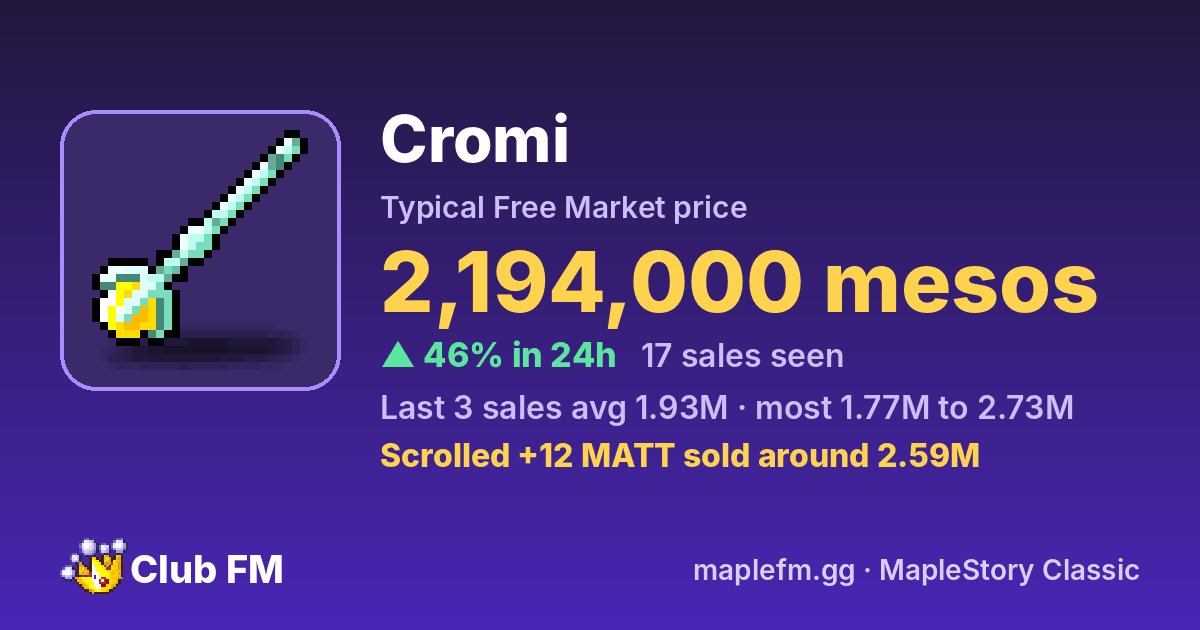 Cromi
Typical Free Market price
2,194,000 mesos
▲ 46% in 24h 17 sales seen
Last 3 sales avg 1.93M · most 1.77M to 2.73M
Scrolled +12 MATT sold around 2.59M
Club FM
maplefm.gg · MapleStory Classic